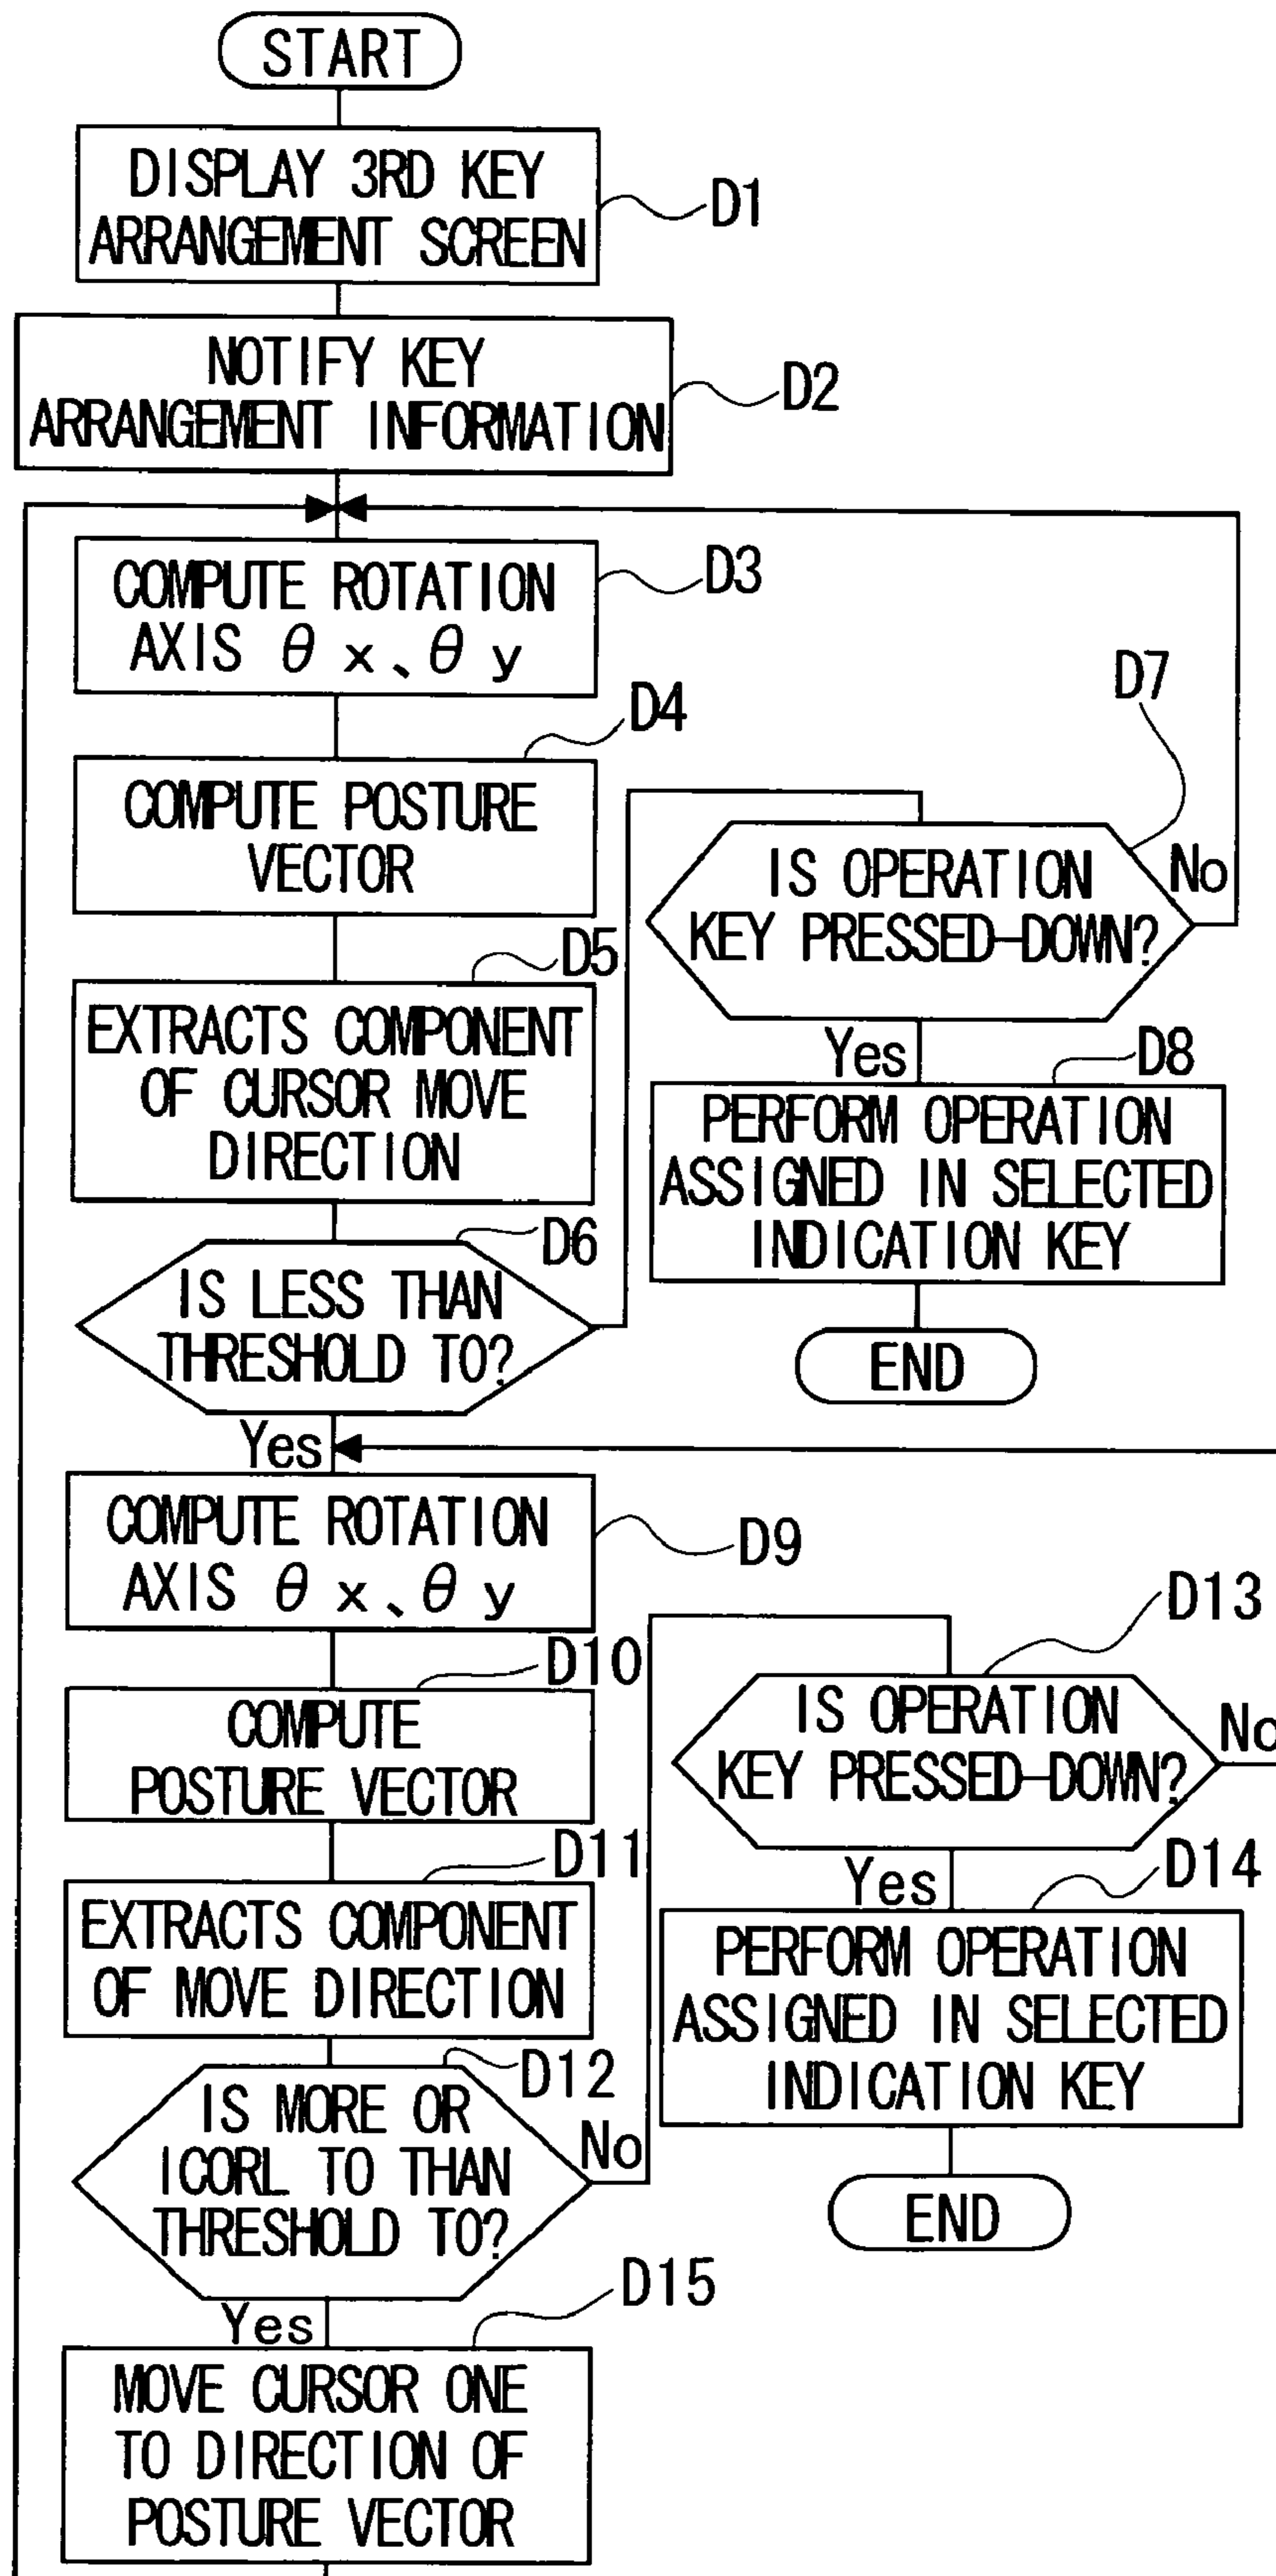 START
DISPLAY 3RD KEY
ARRANGEMENT SCREEN
D1
NOTIFY KEY
ARRANGEMENT INFORMATION
D2
COMPUTE ROTATION
AXIS θ x、θ y
D3
COMPUTE POSTURE
VECTOR
D4
EXTRACTS COMPONENT
OF CURSOR MOVE
DIRECTION
D5
IS LESS THAN
THRESHOLD TO?
D6
Yes
IS OPERATION
KEY PRESSED-DOWN?
D7
No
Yes
PERFORM OPERATION
ASSIGNED IN SELECTED
INDICATION KEY
D8
END
COMPUTE ROTATION
AXIS θ x、θ y
D9
COMPUTE
POSTURE VECTOR
D10
EXTRACTS COMPONENT
OF MOVE DIRECTION
D11
IS MORE OR
ICORL TO THAN
THRESHOLD TO?
D12
No
Yes
IS OPERATION
KEY PRESSED-DOWN?
D13
No
Yes
PERFORM OPERATION
ASSIGNED IN SELECTED
INDICATION KEY
D14
END
MOVE CURSOR ONE
TO DIRECTION OF
POSTURE VECTOR
D15